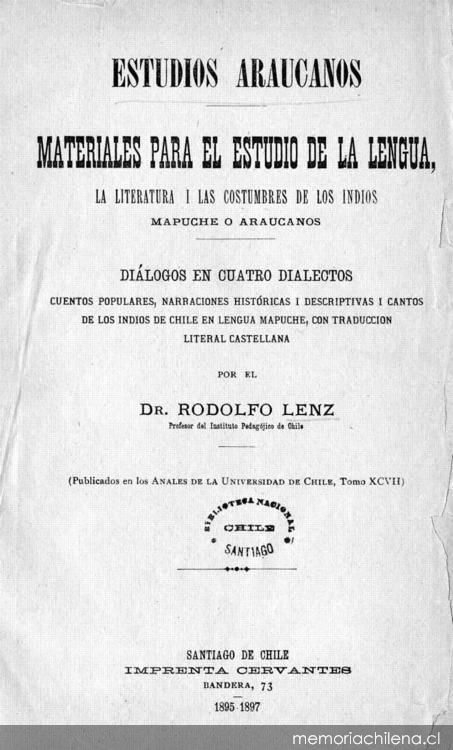 ESTUDIOS ARAUCANOS
MATERIALES PARA EL ESTUDIO DE LA LENGUA,
LA LITERATURA I LAS COSTUMBRES DE LOS INDIOS
MAPUCHE O ARAUCANOS
DIÁLOGOS EN CUATRO DIALECTOS
CUENTOS POPULARES, NARRACIONES HISTÓRICAS I DESCRIPTIVAS I CANTOS
DE LOS INDIOS DE CHILE EN LENGUA MAPUCHE, CON TRADUCCION
LITERAL CASTELLANA
POR EL
DR. RODOLFO LENZ
Profesor del Instituto Pedagójico de Chile
(Publicados en los ANALES DE LA UNIVERSIDAD DE CHILE, TOMO XCVII)
BIBLIOTECA NACIONAL
CHILE
SANTIAGO
SANTIAGO DE CHILE
IMPRENTA CERVANTES
BANDERA, 73
1895-1897
memoriachilena.cl